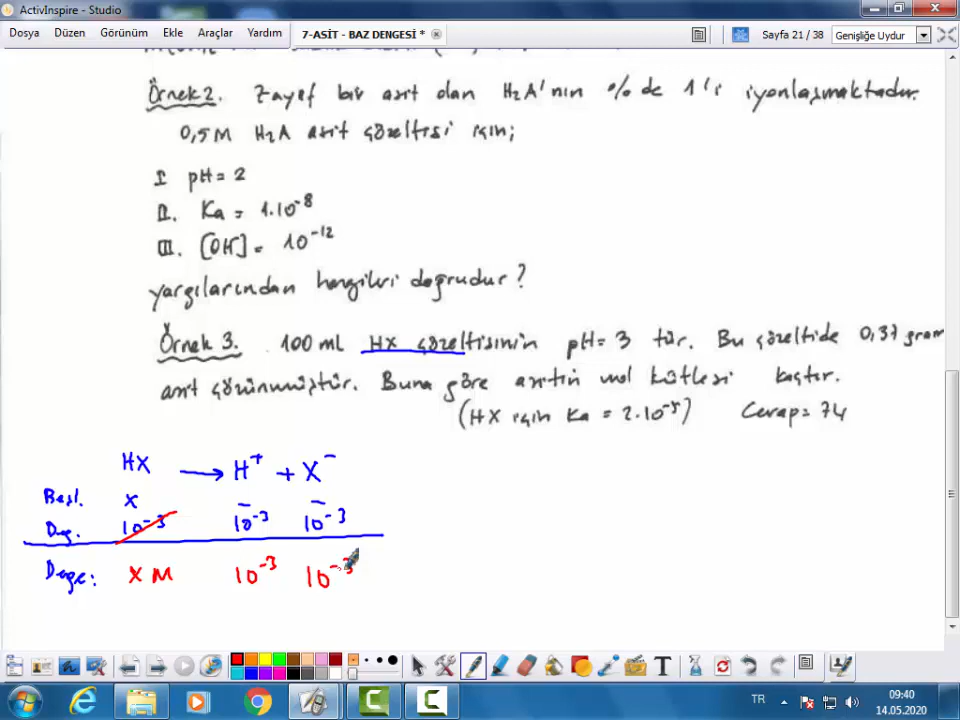 ActivInspire - Studio
Dosya Düzen Görünüm Ekle Araçlar Yardım 7-ASİT - BAZ DENGESİ * Sayfa 21 / 38 Genişliğe Uydur
Örnek 2. Zayıf bir asit olan H₂A'nın % de 1'i iyonlaşmaktadır.
0,5M H₂A asit çözeltisi için;
I. pH = 2
II. Ka = 1.10⁻⁸
III. [OH⁻] = 10⁻¹²
yargılarından hangileri doğrudur?
Örnek 3. 100 ml HX çözeltisinin pH = 3 tür. Bu çözeltide 0,37 gram
asit çözünmüştür. Buna göre asitin mol kütlesi kaçtır.
(HX için Ka = 2.10⁻⁵) Cevap = 74
HX → H⁺ + X⁻
Başl. X - -
Değ. 10⁻³ 10⁻³ 10⁻³
Denge: X M 10⁻³ 10⁻³
TR 09:40
14.05.2020